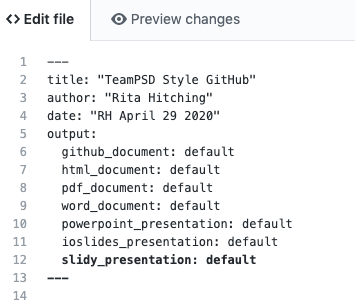 <> Edit file
Preview changes
1 ---
2 title: "TeamPSD Style GitHub"
3 author: "Rita Hitching"
4 date: "RH April 29 2020"
5 output:
6   github_document: default
7   html_document: default
8   pdf_document: default
9   word_document: default
10   powerpoint_presentation: default
11   ioslides_presentation: default
12   slidy_presentation: default
13 ---
14